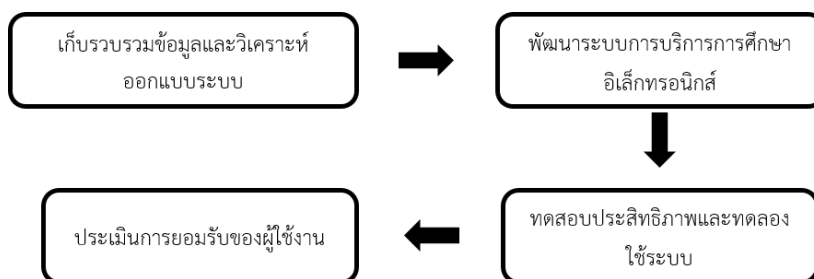 เก็บรวบรวมข้อมูลและวิเคราะห์
ออกแบบระบบ
พัฒนาระบบการบริการการศึกษา
อิเล็กทรอนิกส์
ทดสอบประสิทธิภาพและทดลอง
ใช้ระบบ
ประเมินการยอมรับของผู้ใช้งาน